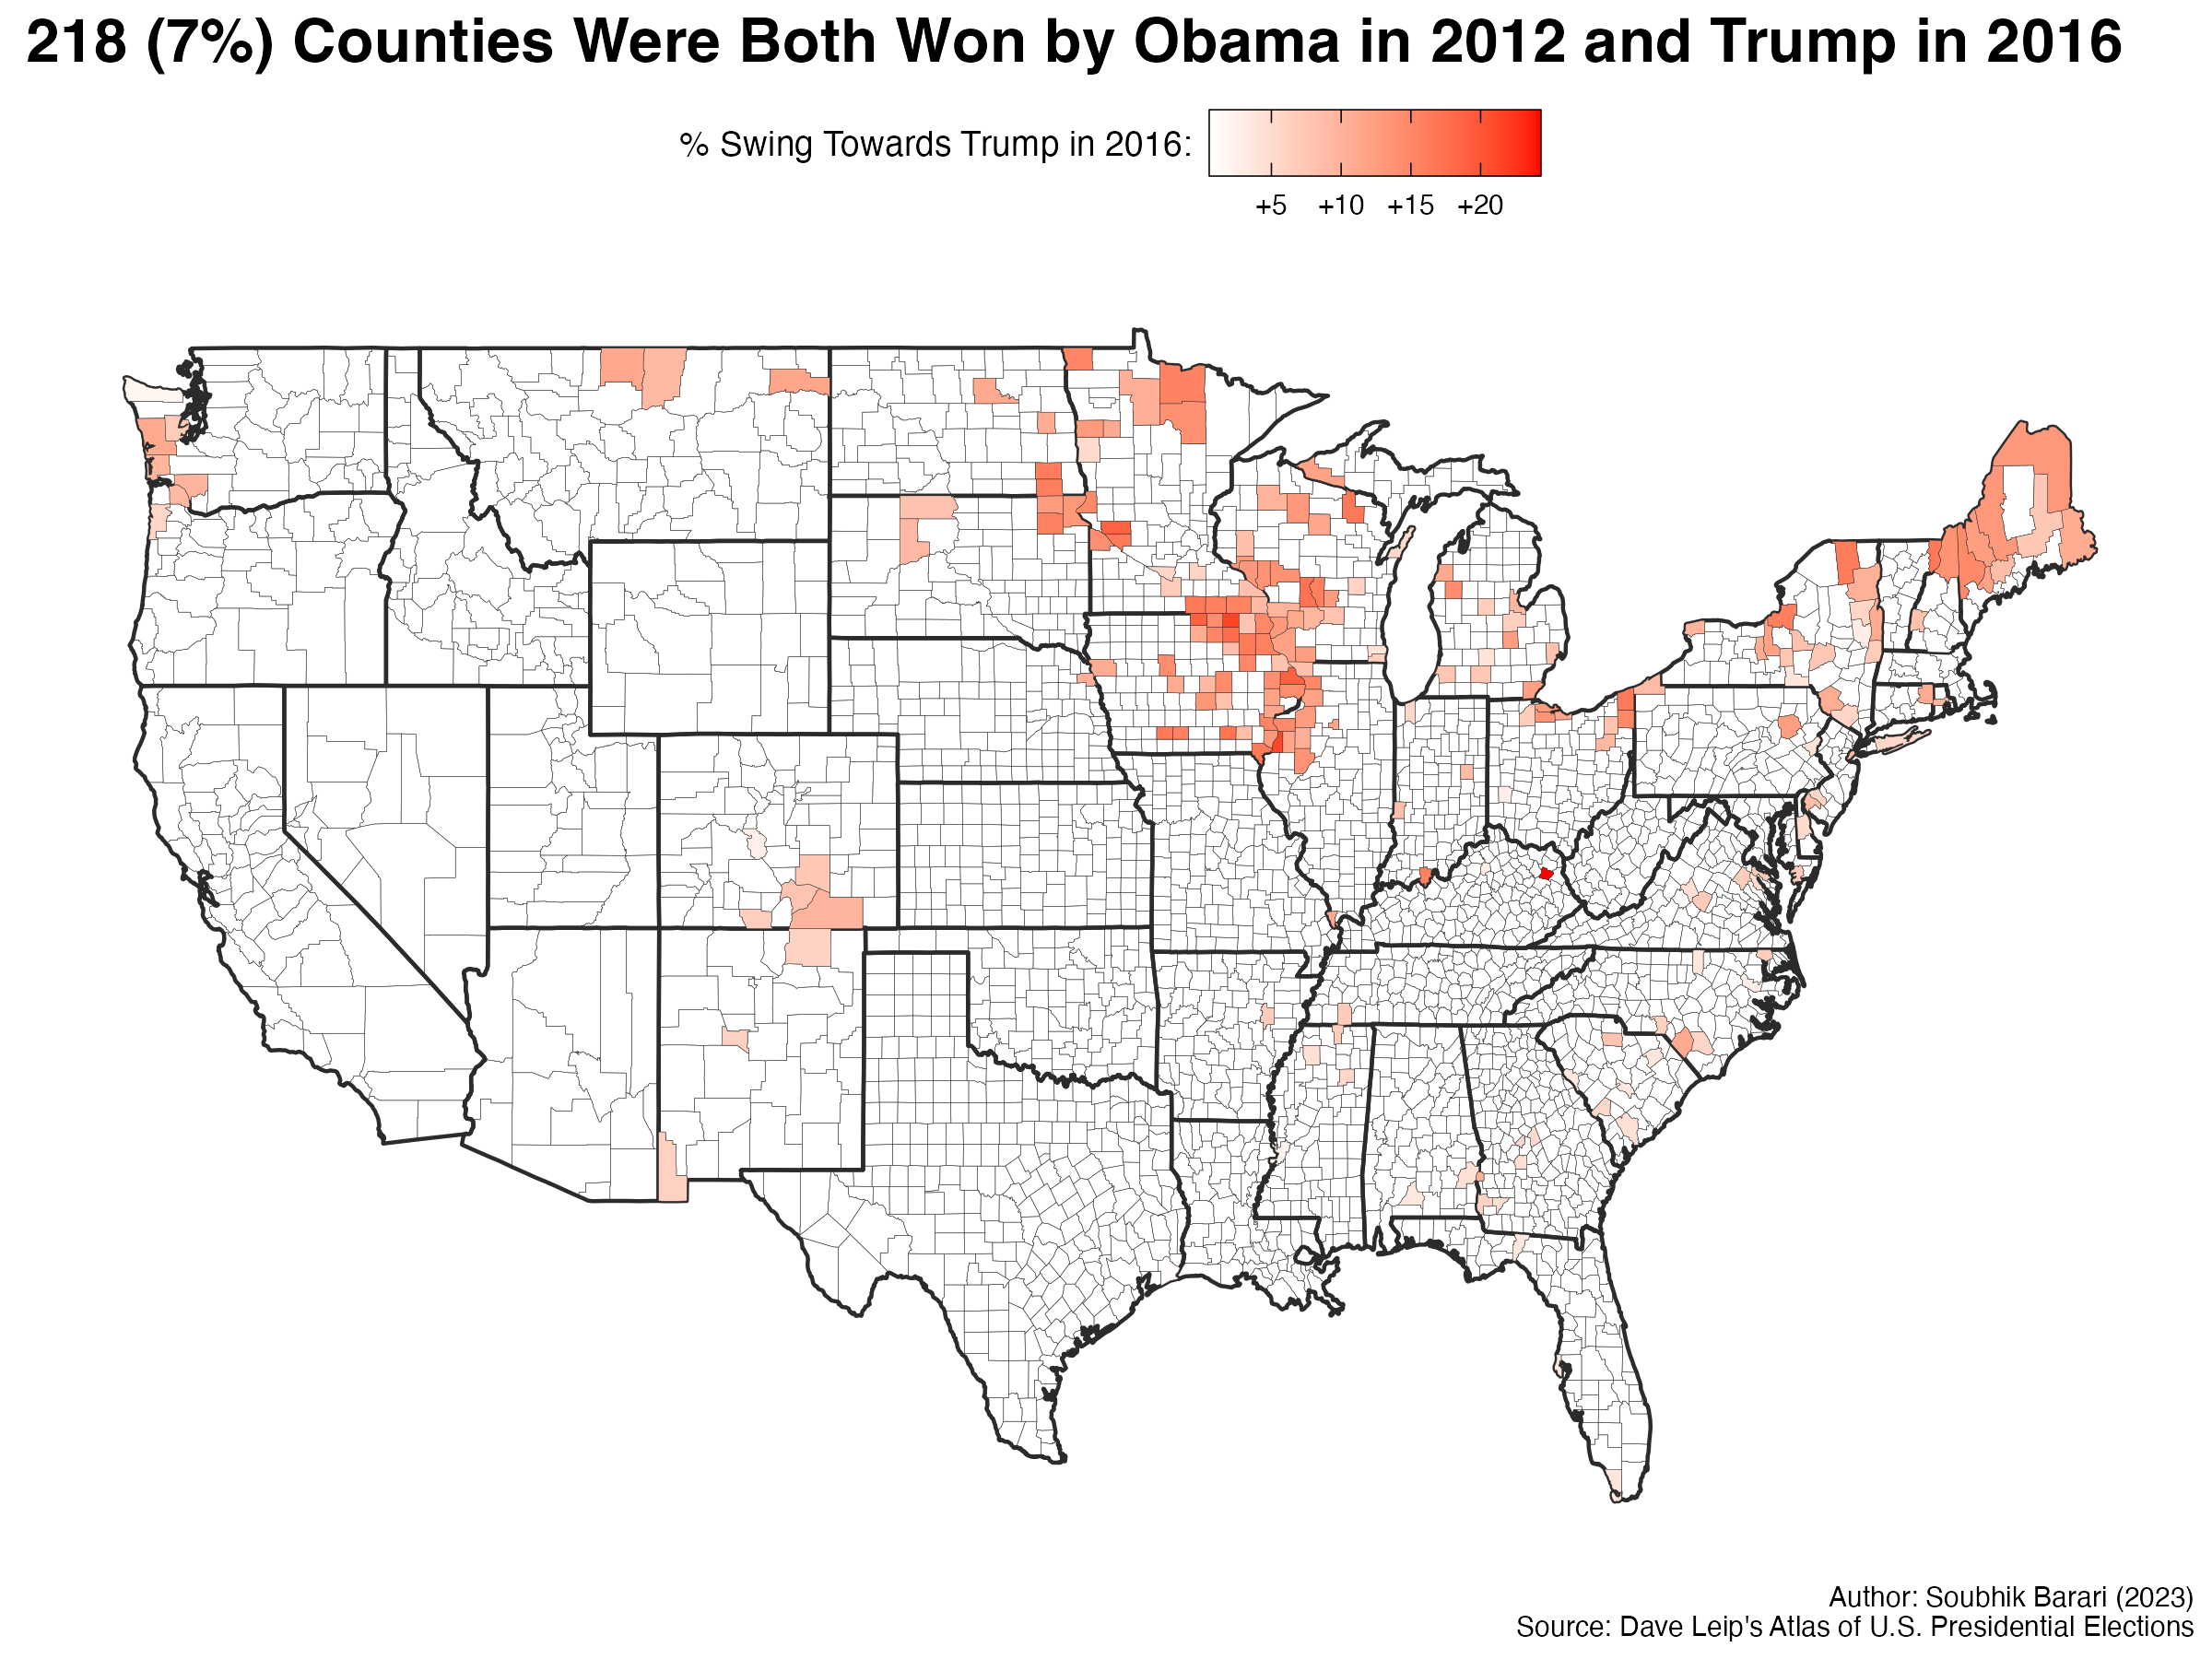 218 (7%) Counties Were Both Won by Obama in 2012 and Trump in 2016
% Swing Towards Trump in 2016:
+5 +10 +15 +20
Author: Soubhik Barari (2023)
Source: Dave Leip's Atlas of U.S. Presidential Elections